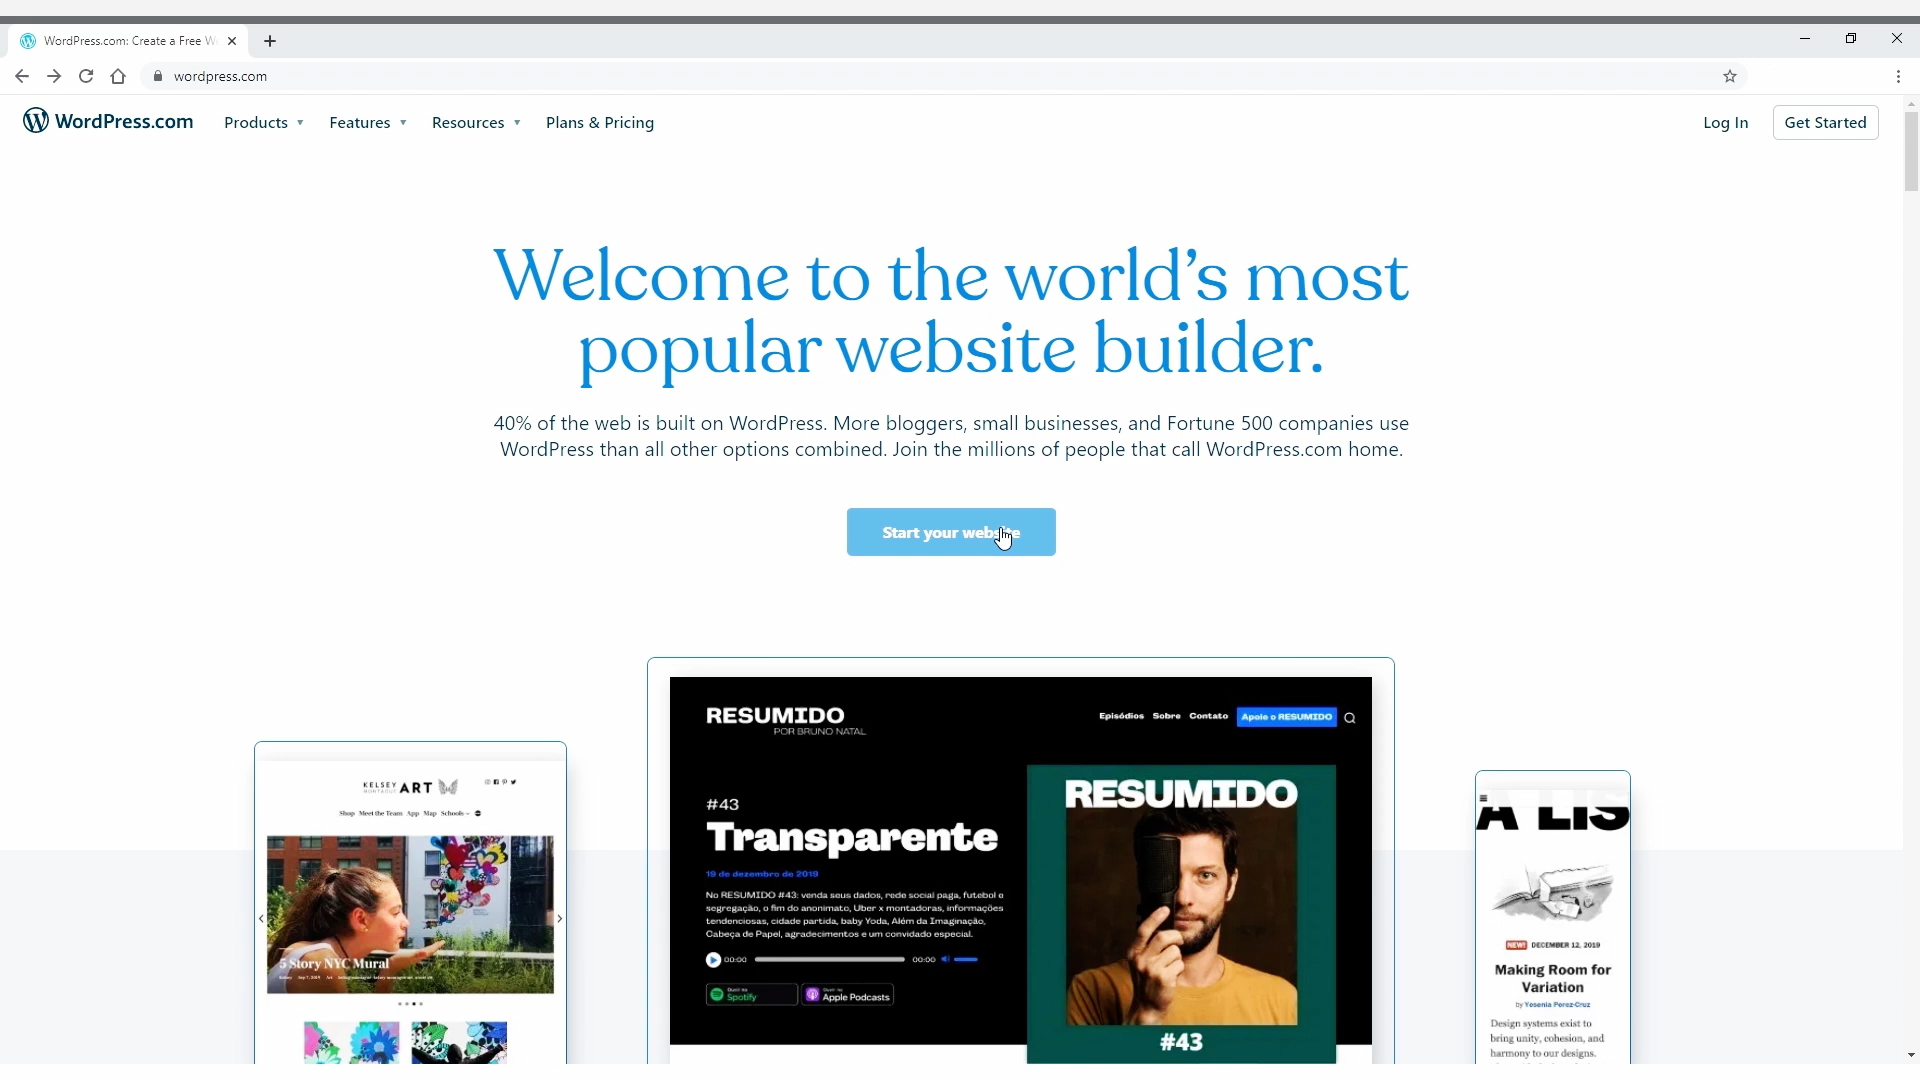 WordPress.com: Create a Free W
wordpress.com
WordPress.com Products Features Resources Plans & Pricing Log In Get Started
Welcome to the world's most
popular website builder.
40% of the web is built on WordPress. More bloggers, small businesses, and Fortune 500 companies use
WordPress than all other options combined. Join the millions of people that call WordPress.com home.
Start your website
KELSEY
MONTAGUE
ART
Shop Meet the Team App Map Schools
5 Story NYC Mural
RESUMIDO
POR BRUNO NATAL
Episódios Sobre Contato Apoie o RESUMIDO
#43
Transparente
19 de dezembro de 2019
No RESUMIDO #43: venda seus dados, rede social paga, futebol e
segregação, o fim do anonimato, Uber x montadoras, informações
tendenciosas, cidade partida, baby Yoda, Além da Imaginação,
Cabeça de Papel, agradecimentos e um convidado especial.
00:00 00:00
Ouvir no
Spotify
Ouvir no
Apple Podcasts
RESUMIDO
#43
A LIS
NEW! DECEMBER 12, 2019
Making Room for
Variation
by Yesenia Perez-Cruz
Design systems exist to
bring unity, cohesion, and
harmony to our designs.